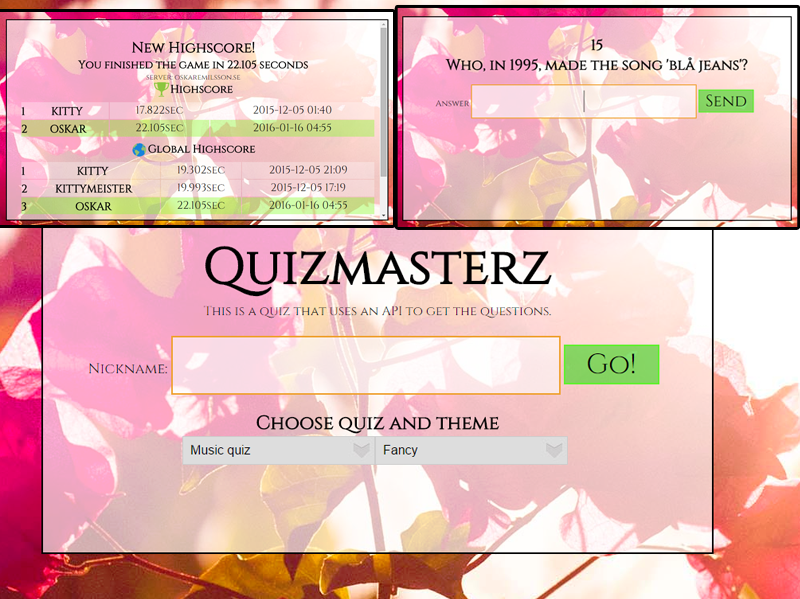 New Highscore!
You finished the game in 22.105 seconds
server: oskaremilsson.se
Highscore
1 KITTY 17.822sec 2015-12-05 01:40
2 OSKAR 22.105sec 2016-01-16 04:55
Global Highscore
1 KITTY 19.302sec 2015-12-05 21:09
2 KITTYMEISTER 19.993sec 2015-12-05 17:19
3 OSKAR 22.105sec 2016-01-16 04:55
15
Who, in 1995, made the song 'Blå jeans'?
Answer: Send
Quizmasterz
This is a quiz that uses an API to get the questions.
Nickname: Go!
Choose quiz and theme
Music quiz Fancy